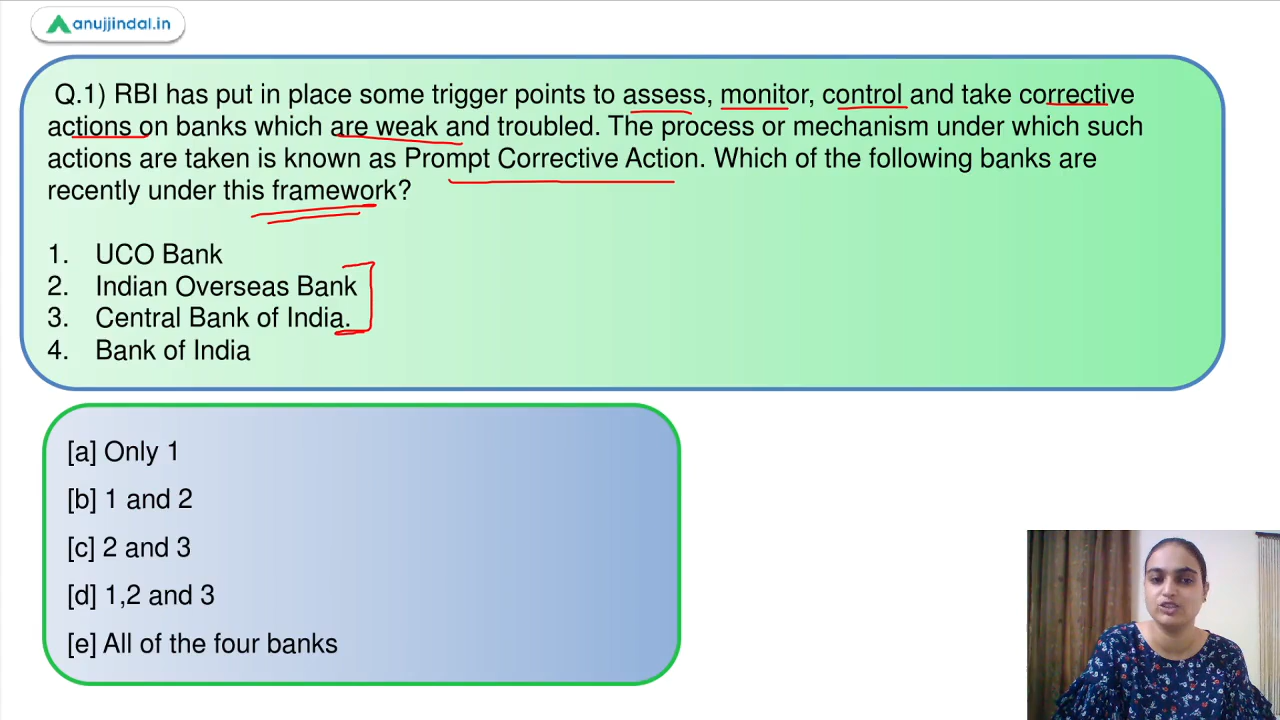 anujjindal.in
Q.1) RBI has put in place some trigger points to assess, monitor, control and take corrective
actions on banks which are weak and troubled. The process or mechanism under which such
actions are taken is known as Prompt Corrective Action. Which of the following banks are
recently under this framework?
1. UCO Bank
2. Indian Overseas Bank
3. Central Bank of India.
4. Bank of India
[a] Only 1
[b] 1 and 2
[c] 2 and 3
[d] 1,2 and 3
[e] All of the four banks